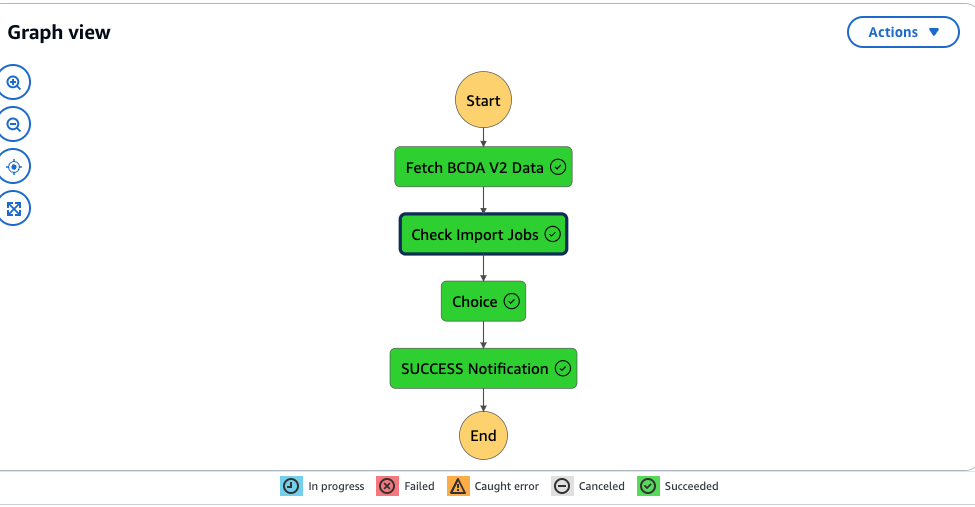 Graph view
Actions
Start
Fetch BCDA V2 Data
Check Import Jobs
Choice
SUCCESS Notification
End
In progress Failed Caught error Canceled Succeeded